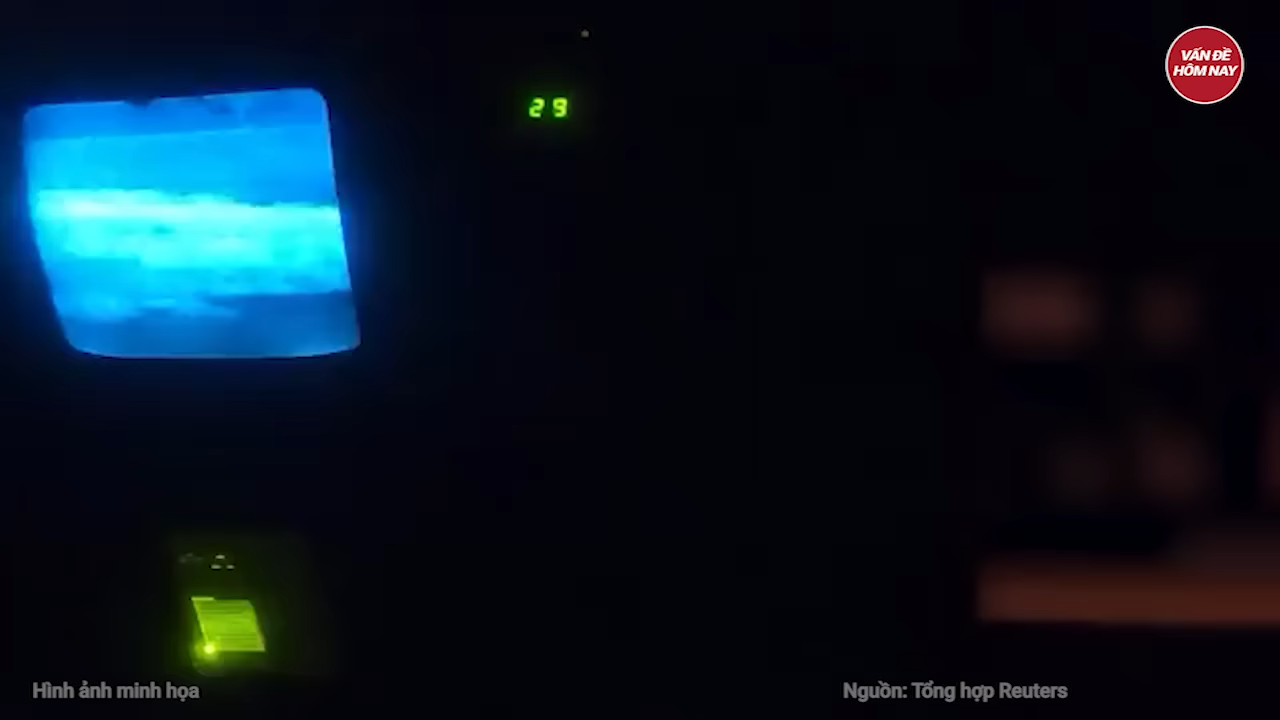 VẤN ĐỀ
HÔM NAY
29
Hình ảnh minh họa
Nguồn: Tổng hợp Reuters